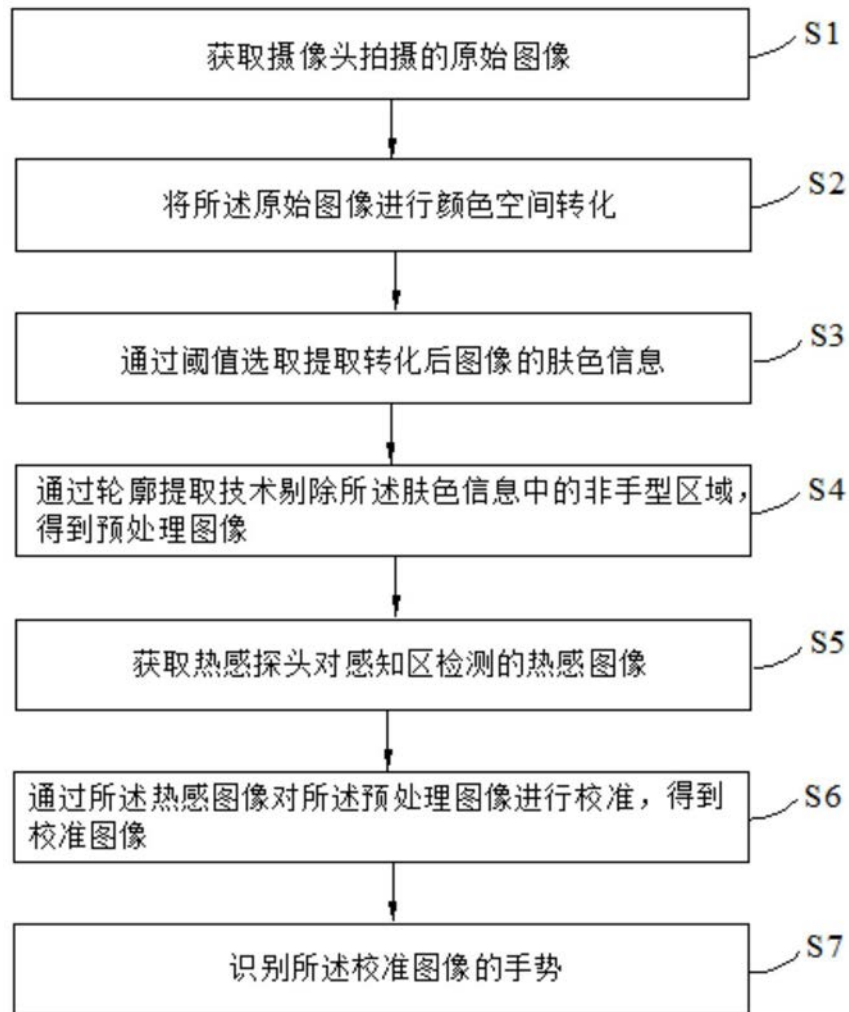 获取摄像头拍摄的原始图像
S1
将所述原始图像进行颜色空间转化
S2
通过阈值选取提取转化后图像的肤色信息
S3
通过轮廓提取技术剔除所述肤色信息中的非手型区域，
得到预处理图像
S4
获取热感探头对感知区检测的热感图像
S5
通过所述热感图像对所述预处理图像进行校准，得到
校准图像
S6
识别所述校准图像的手势
S7